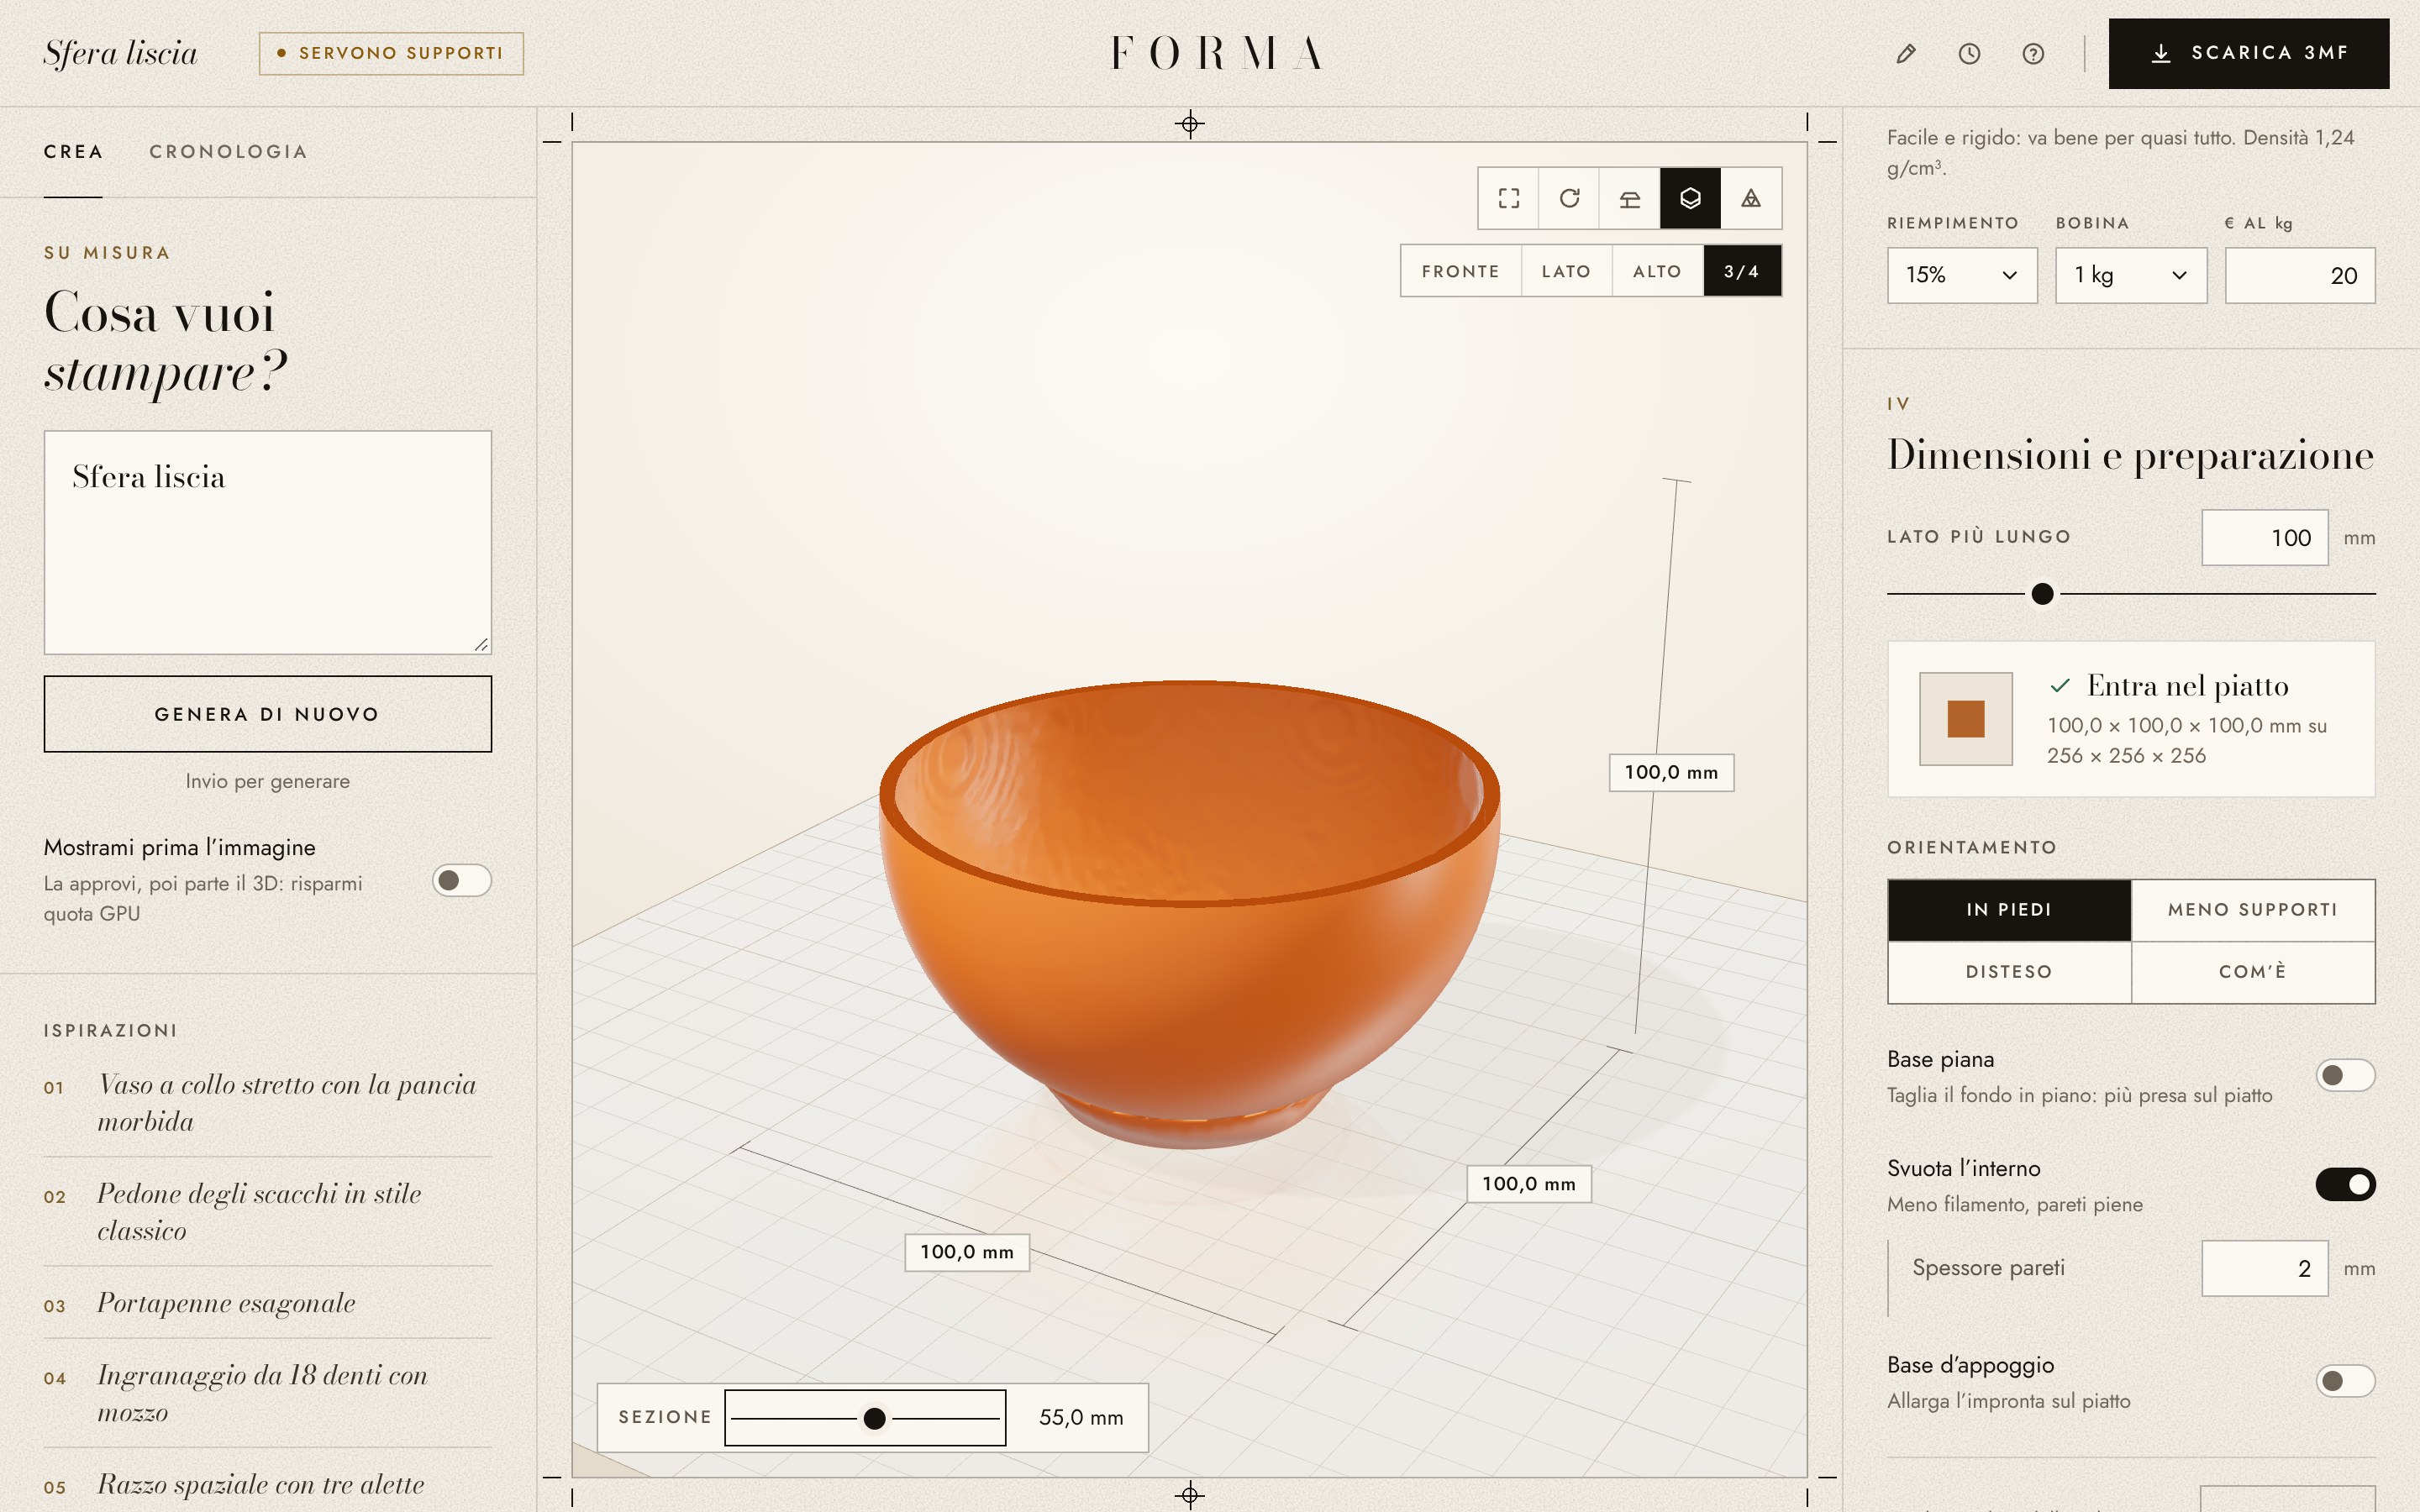 Sfera liscia
SERVONO SUPPORTI
FORMA
SCARICA 3MF
CREA
CRONOLOGIA
SU MISURA
Cosa vuoi
stampare?
Sfera liscia
GENERA DI NUOVO
Invio per generare
Mostrami prima l’immagine
La approvi, poi parte il 3D: risparmi
quota GPU
ISPIRAZIONI
01 Vaso a collo stretto con la pancia
morbida
02 Pedone degli scacchi in stile
classico
03 Portapenne esagonale
04 Ingranaggio da 18 denti con
mozzo
05 Razzo spaziale con tre alette
FRONTE
LATO
ALTO
3/4
100,0 mm
100,0 mm
100,0 mm
SEZIONE
55,0 mm
Facile e rigido: va bene per quasi tutto. Densità 1,24
g/cm³.
RIEMPIMENTO
BOBINA
€ AL kg
15%
1 kg
20
IV
Dimensioni e preparazione
LATO PIÙ LUNGO
100 mm
Entra nel piatto
100,0 × 100,0 × 100,0 mm su
256 × 256 × 256
ORIENTAMENTO
IN PIEDI
MENO SUPPORTI
DISTESO
COM’È
Base piana
Taglia il fondo in piano: più presa sul piatto
Svuota l’interno
Meno filamento, pareti piene
Spessore pareti
2 mm
Base d’appoggio
Allarga l’impronta sul piatto